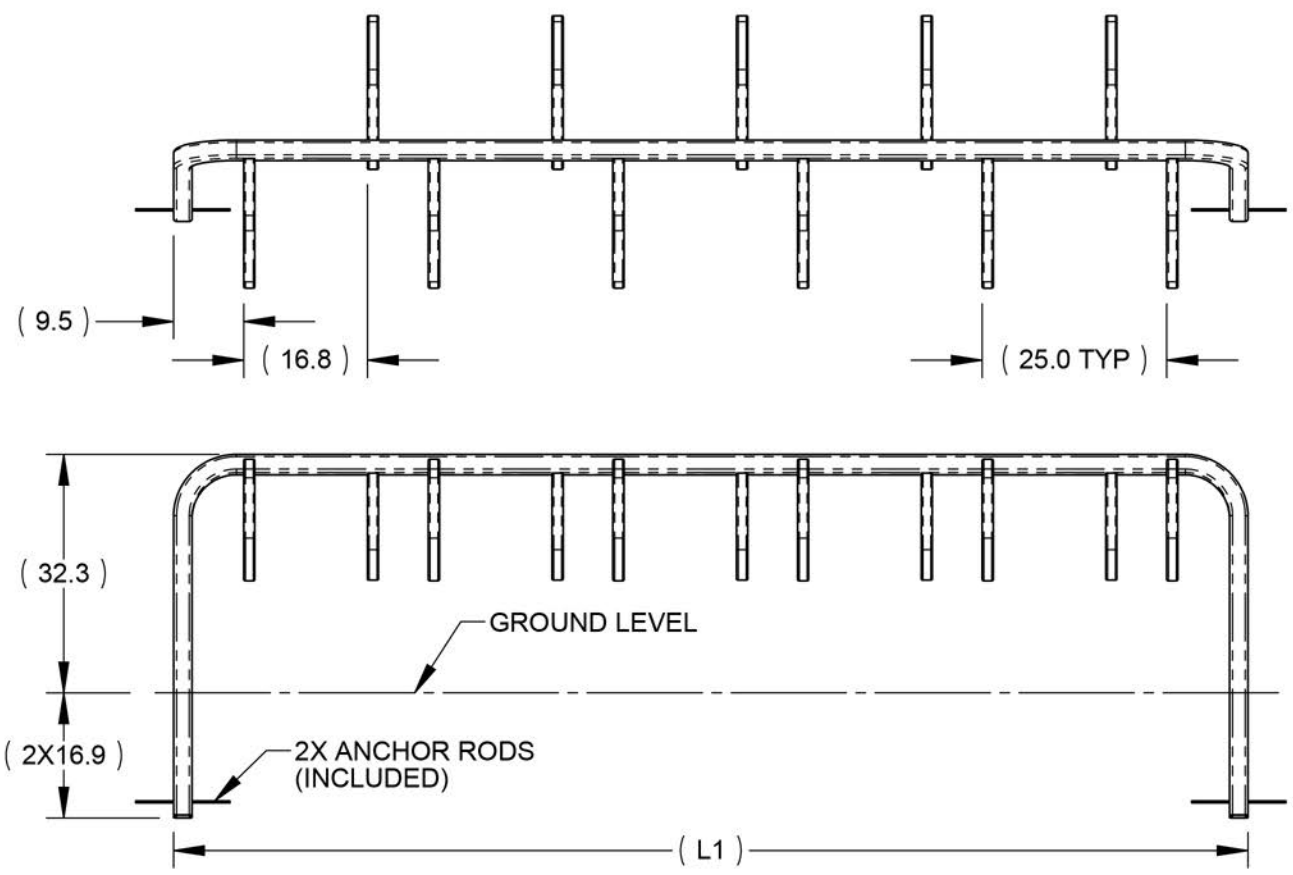 ( 9.5 )
( 16.8 )
( 25.0 TYP )
( 32.3 )
GROUND LEVEL
( 2X16.9 )
2X ANCHOR RODS
(INCLUDED)
( L1 )